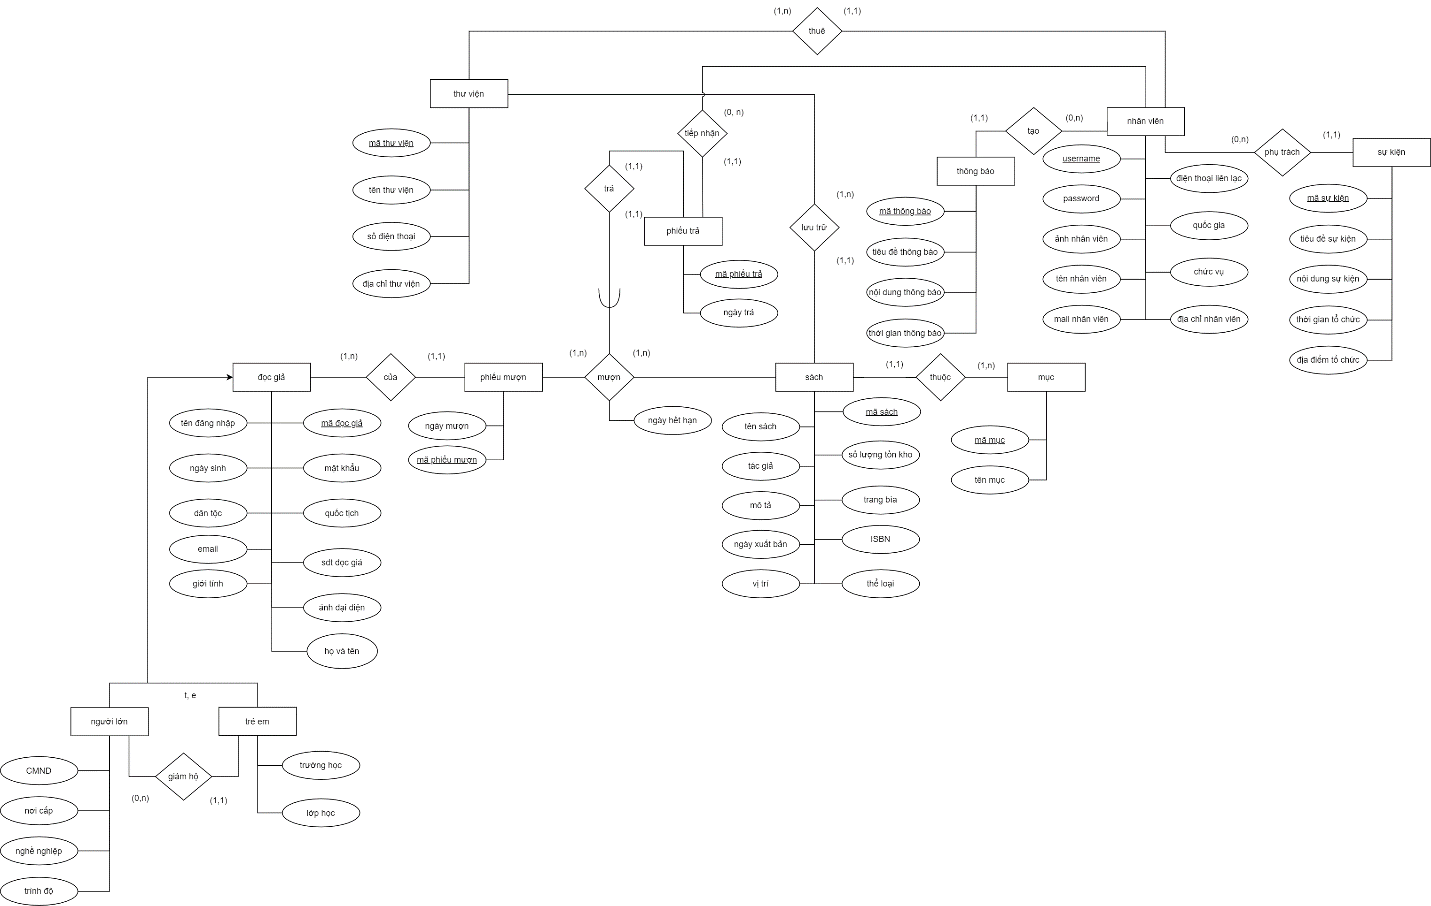 (1,n)
(1,1)
thuê
thư viện
(0, n)
tiếp nhận
(1,1)
(1,1)
trả
(1,1)
phiếu trả
mã phiếu trả
ngày trả
mã thư viện
tên thư viện
số điện thoại
địa chỉ thư viện
(1,n)
lưu trữ
(1,1)
(1,1)
tạo
(0,n)
thông báo
mã thông báo
tiêu đề thông báo
nội dung thông báo
thời gian thông báo
nhân viên
username
điện thoại liên lạc
password
quốc gia
ảnh nhân viên
chức vụ
tên nhân viên
mail nhân viên
địa chỉ nhân viên
(0,n)
phụ trách
(1,1)
sự kiện
mã sự kiện
tiêu đề sự kiện
nội dung sự kiện
thời gian tổ chức
địa điểm tổ chức
đọc giả
(1,n)
của
(1,1)
phiếu mượn
(1,n)
mượn
(1,n)
sách
(1,1)
thuộc
(1,n)
mục
tên đăng nhập
mã đọc giả
ngày sinh
mật khẩu
dân tộc
quốc tịch
email
sdt đọc giả
giới tính
ảnh đại diện
họ và tên
ngày mượn
mã phiếu mượn
ngày hết hạn
mã sách
tên sách
số lượng tồn kho
tác giả
trang bìa
mô tả
ISBN
ngày xuất bản
vị trí
thể loại
mã mục
tên mục
t, e
người lớn
trẻ em
giám hộ
(0,n)
(1,1)
CMND
nơi cấp
nghề nghiệp
trình độ
trường học
lớp học